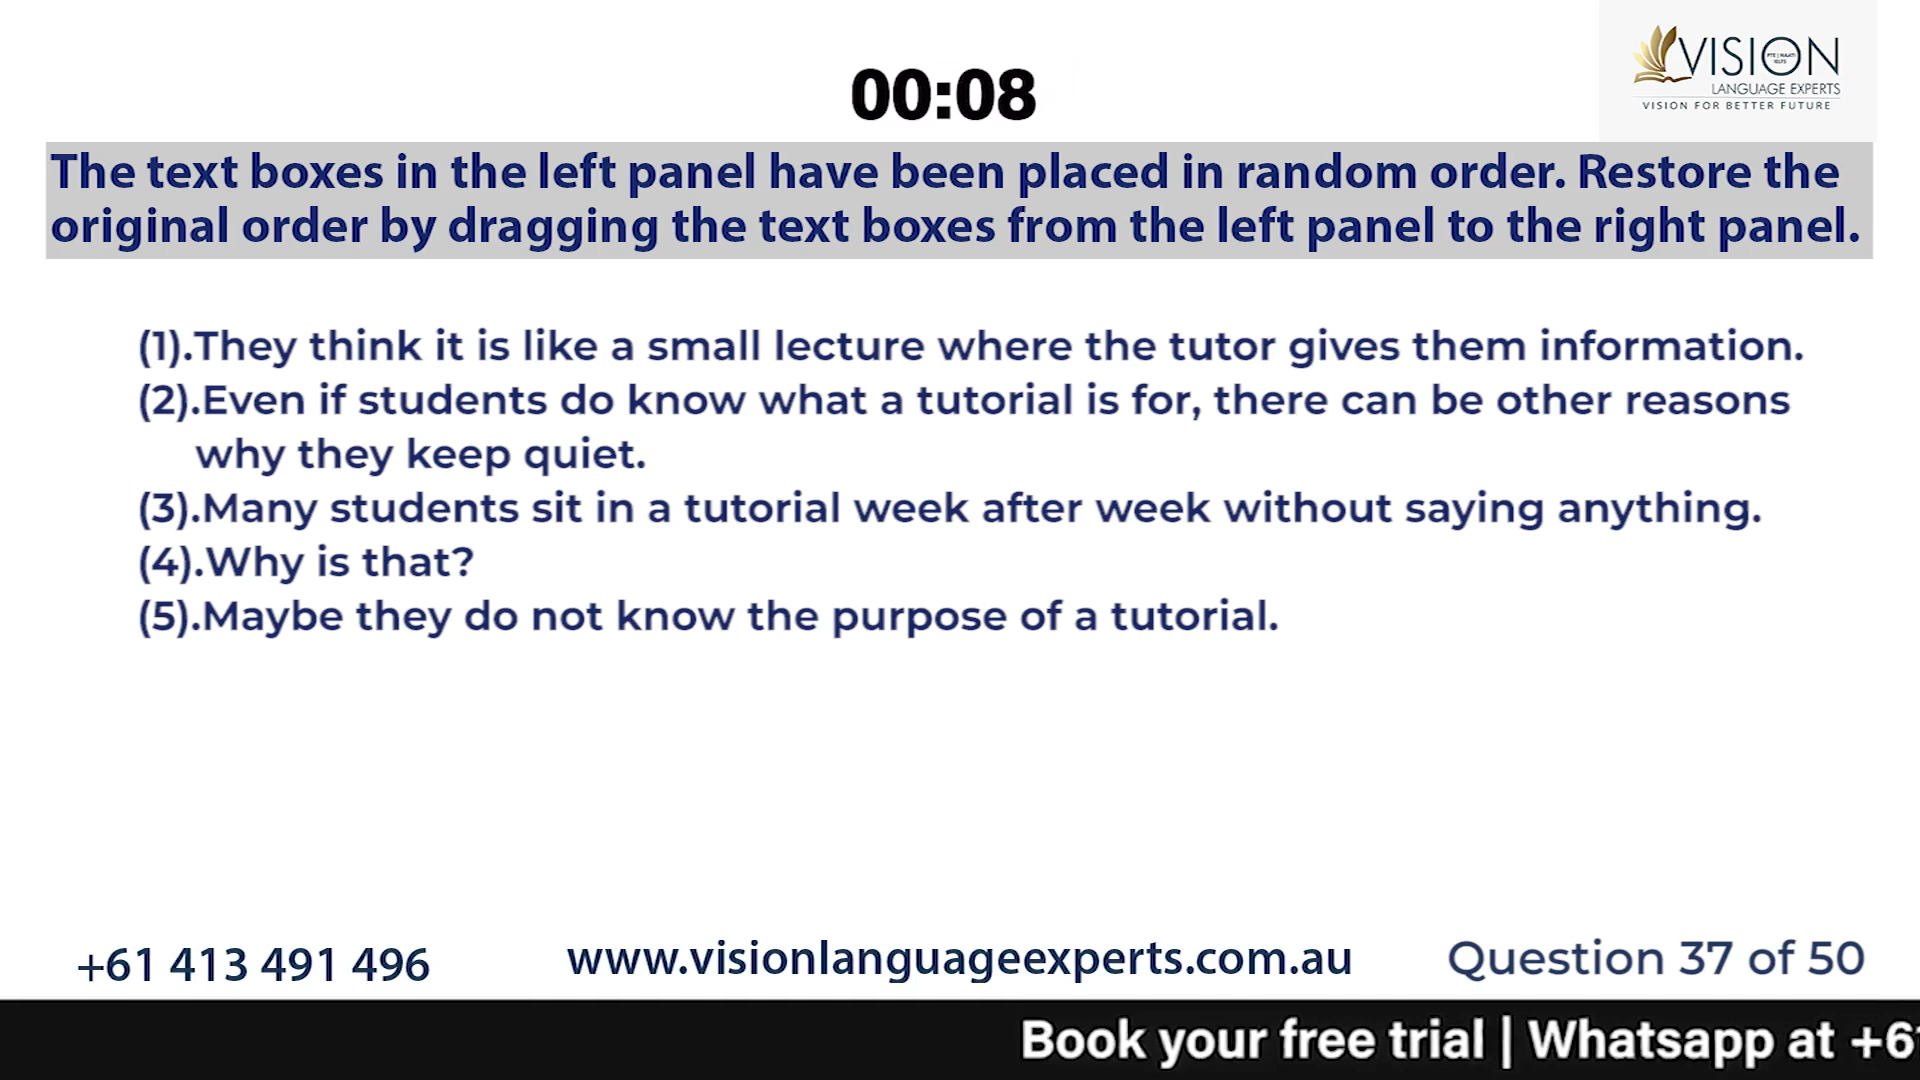 VISION
PTE | NAATI
IELTS
LANGUAGE EXPERTS
VISION FOR BETTER FUTURE
00:08
The text boxes in the left panel have been placed in random order. Restore the
original order by dragging the text boxes from the left panel to the right panel.
(1).They think it is like a small lecture where the tutor gives them information.
(2).Even if students do know what a tutorial is for, there can be other reasons
why they keep quiet.
(3).Many students sit in a tutorial week after week without saying anything.
(4).Why is that?
(5).Maybe they do not know the purpose of a tutorial.
+61 413 491 496
www.visionlanguageexperts.com.au
Question 37 of 50
Book your free trial | Whatsapp at +61